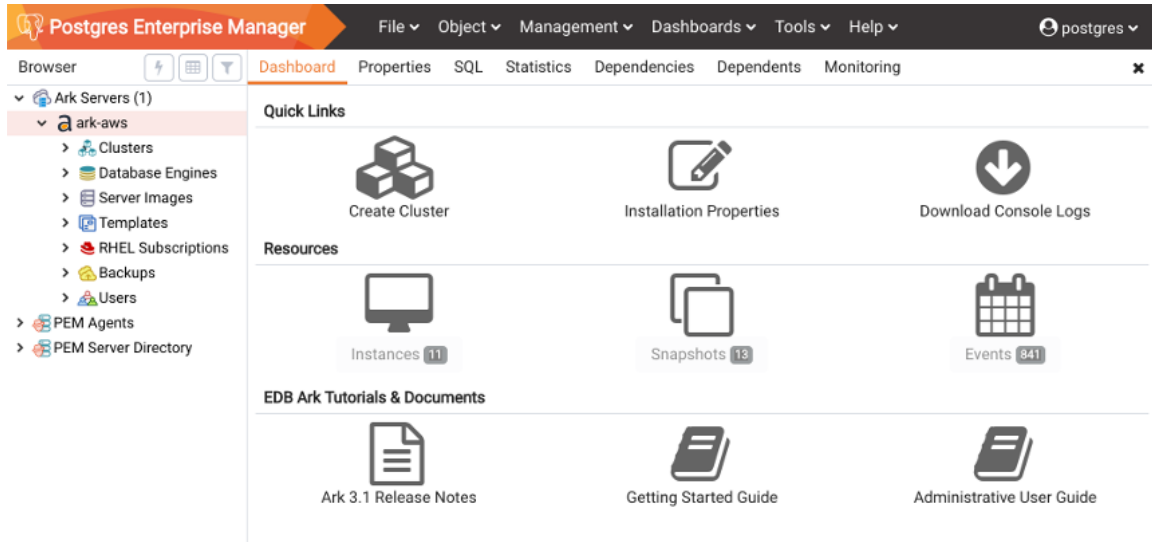 Postgres Enterprise Manager File Object Management Dashboards Tools Help postgres
Browser Dashboard Properties SQL Statistics Dependencies Dependents Monitoring
Ark Servers (1)
ark-aws
Clusters
Database Engines
Server Images
Templates
RHEL Subscriptions
Backups
Users
PEM Agents
PEM Server Directory
Quick Links
Create Cluster Installation Properties Download Console Logs
Resources
Instances 11 Snapshots 13 Events 841
EDB Ark Tutorials & Documents
Ark 3.1 Release Notes Getting Started Guide Administrative User Guide